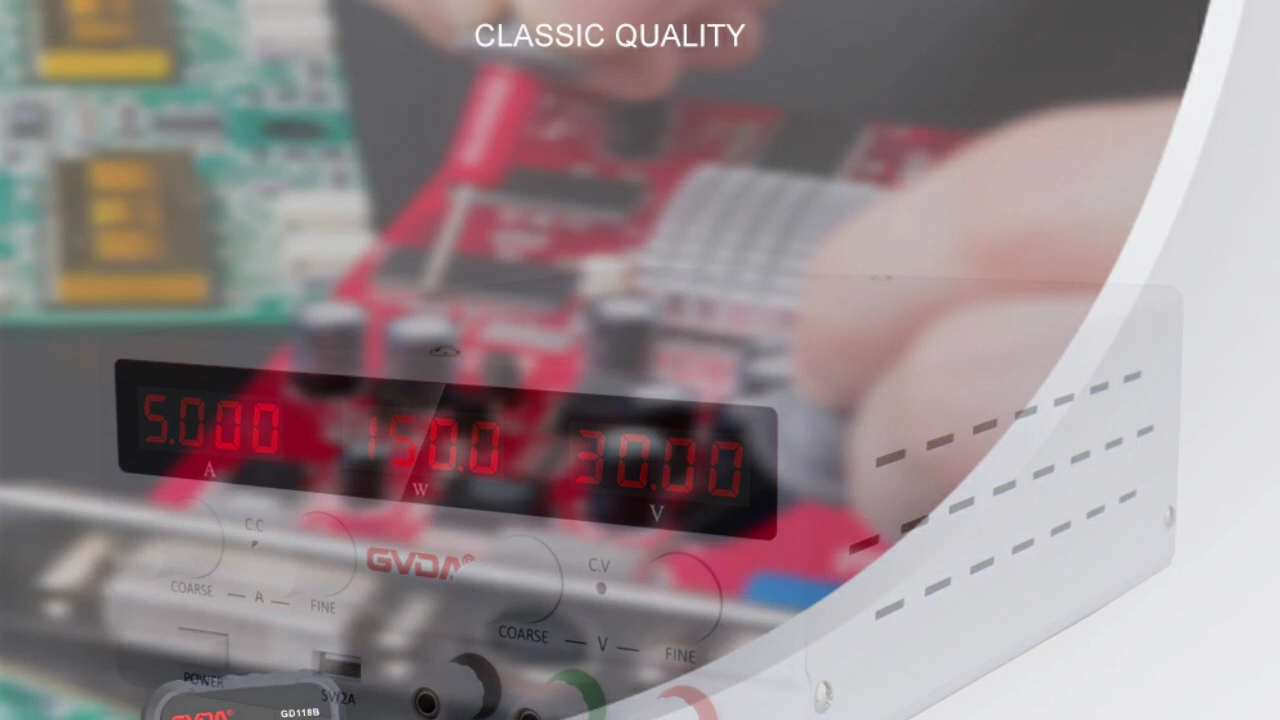 CLASSIC QUALITY
5.000
A
150.0
W
30.00
V
C.C
COARSE — A — FINE
GVDA®
C.V
COARSE — V — FINE
POWER
5V/2A
GVDA®
GD118B